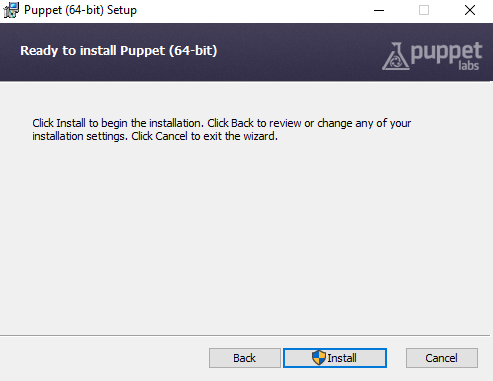 Puppet (64-bit) Setup
Ready to install Puppet (64-bit)
puppet
labs
Click Install to begin the installation. Click Back to review or change any of your
installation settings. Click Cancel to exit the wizard.
Back
Install
Cancel